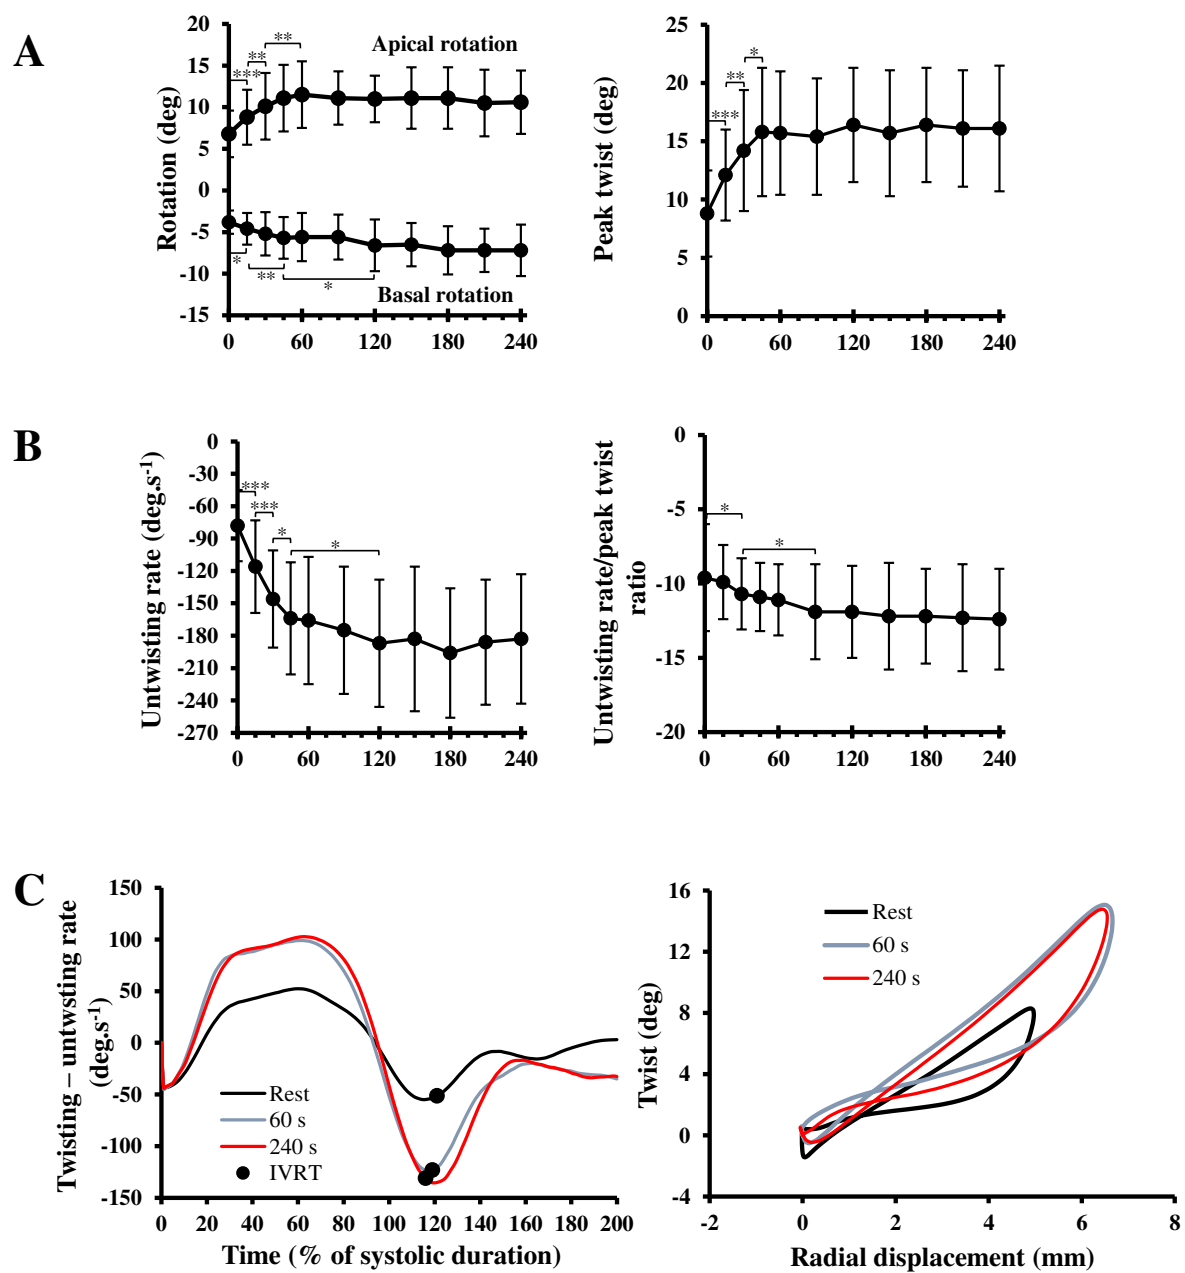 A
20
15
10
5
0
-5
-10
-15
Rotation (deg)
Apical rotation
Basal rotation
***
**
**
*
**
*
0 60 120 180 240
25
20
15
10
5
0
Peak twist (deg)
***
**
*
0 60 120 180 240
B
0
-30
-60
-90
-120
-150
-180
-210
-240
-270
Untwisting rate (deg.s-1)
***
***
*
*
0 60 120 180 240
0
-5
-10
-15
-20
Untwisting rate/peak twist
ratio
*
*
0 60 120 180 240
C
150
100
50
0
-50
-100
-150
Twisting – untwsting rate
(deg.s-1)
Rest
60 s
240 s
IVRT
0 20 40 60 80 100 120 140 160 180 200
Time (% of systolic duration)
16
12
8
4
0
-4
Twist (deg)
Rest
60 s
240 s
-2 0 2 4 6 8
Radial displacement (mm)